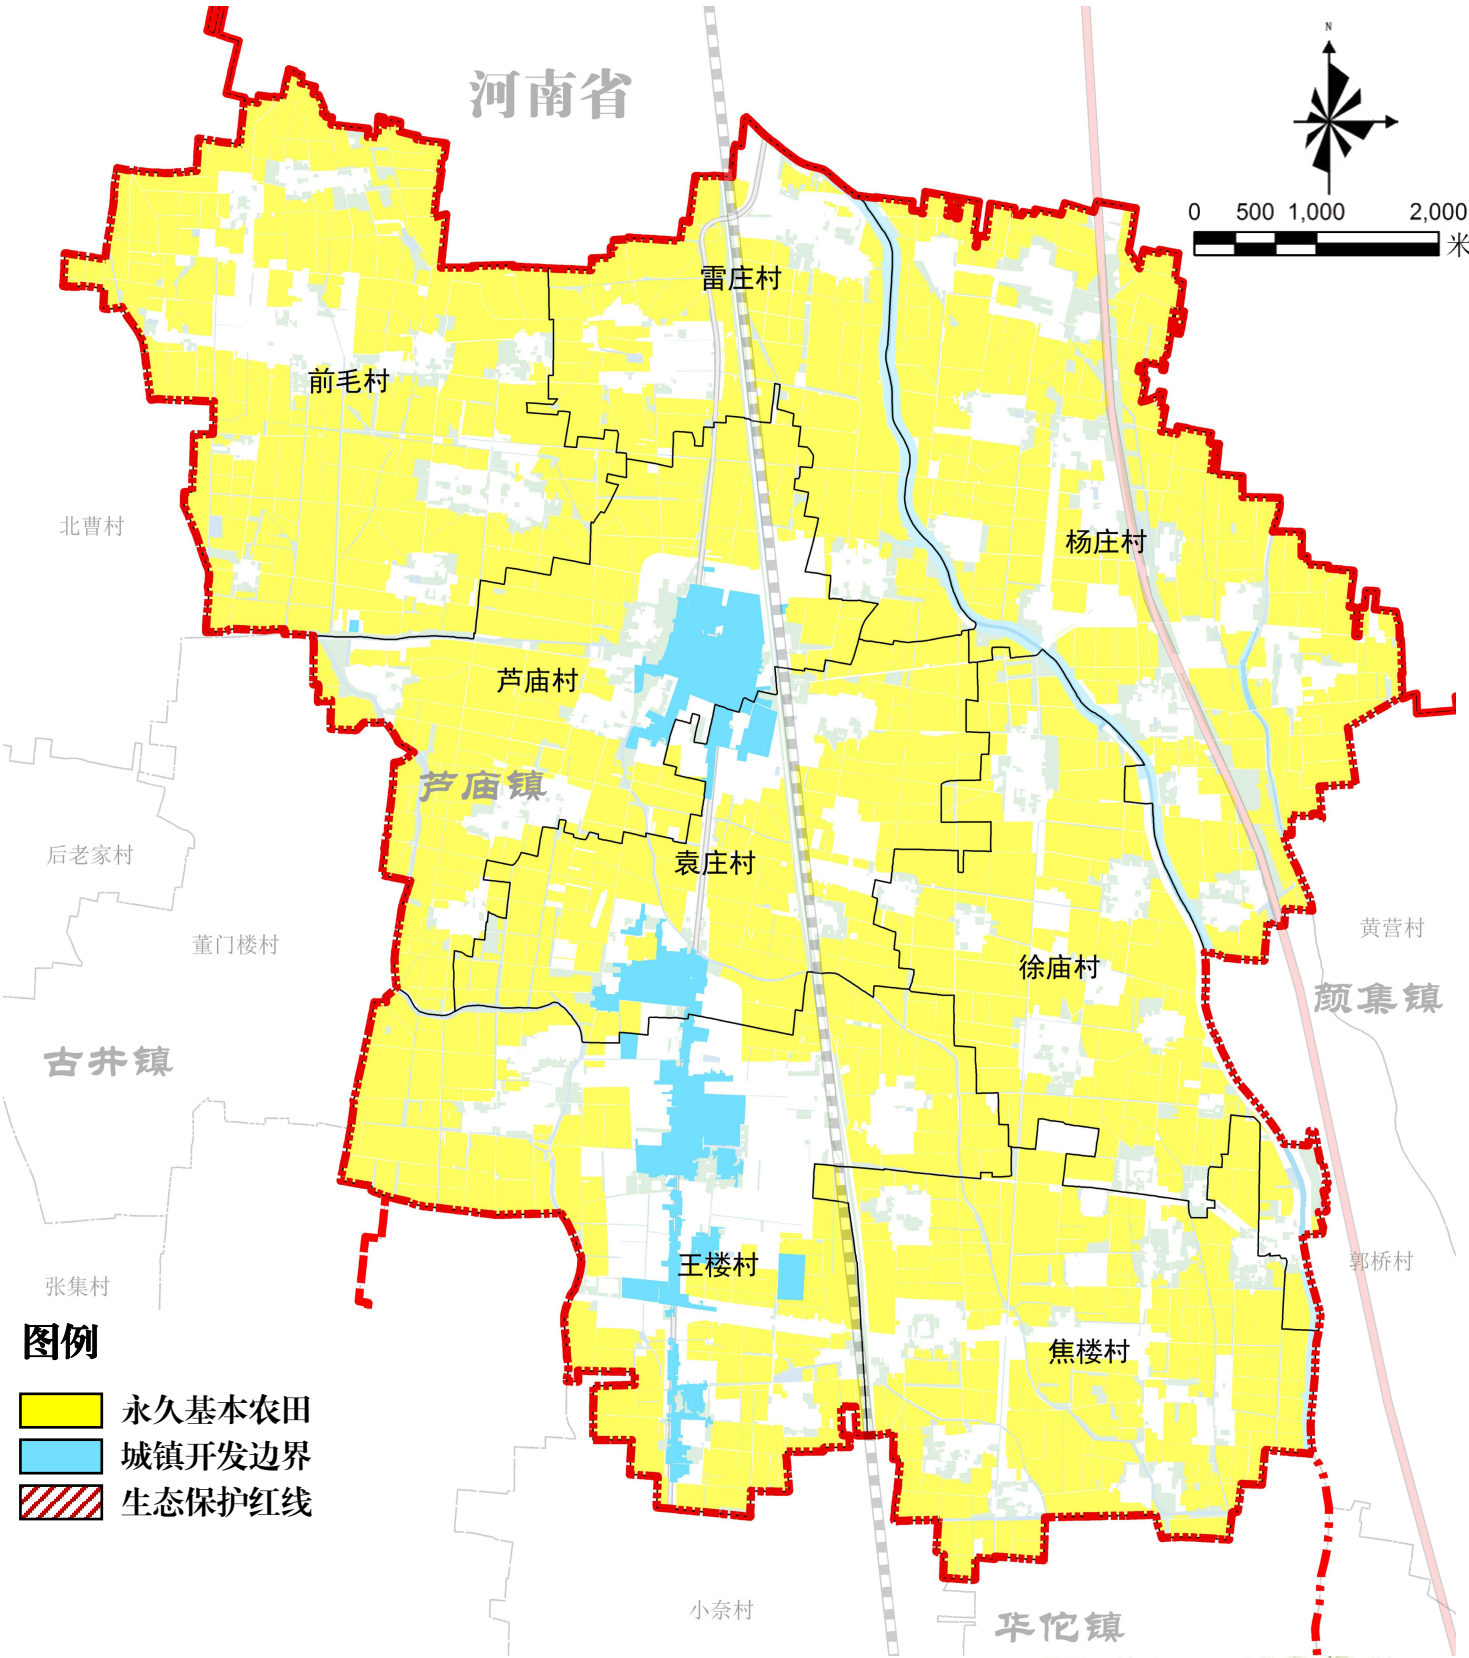 N
河南省
0 500 1,000 2,000
米
雷庄村
前毛村
北曹村
杨庄村
芦庙村
芦庙镇
后老家村
袁庄村
董门楼村
黄营村
徐庙村
颜集镇
古井镇
郭桥村
王楼村
张集村
焦楼村
图例
永久基本农田
城镇开发边界
生态保护红线
小奈村
华佗镇